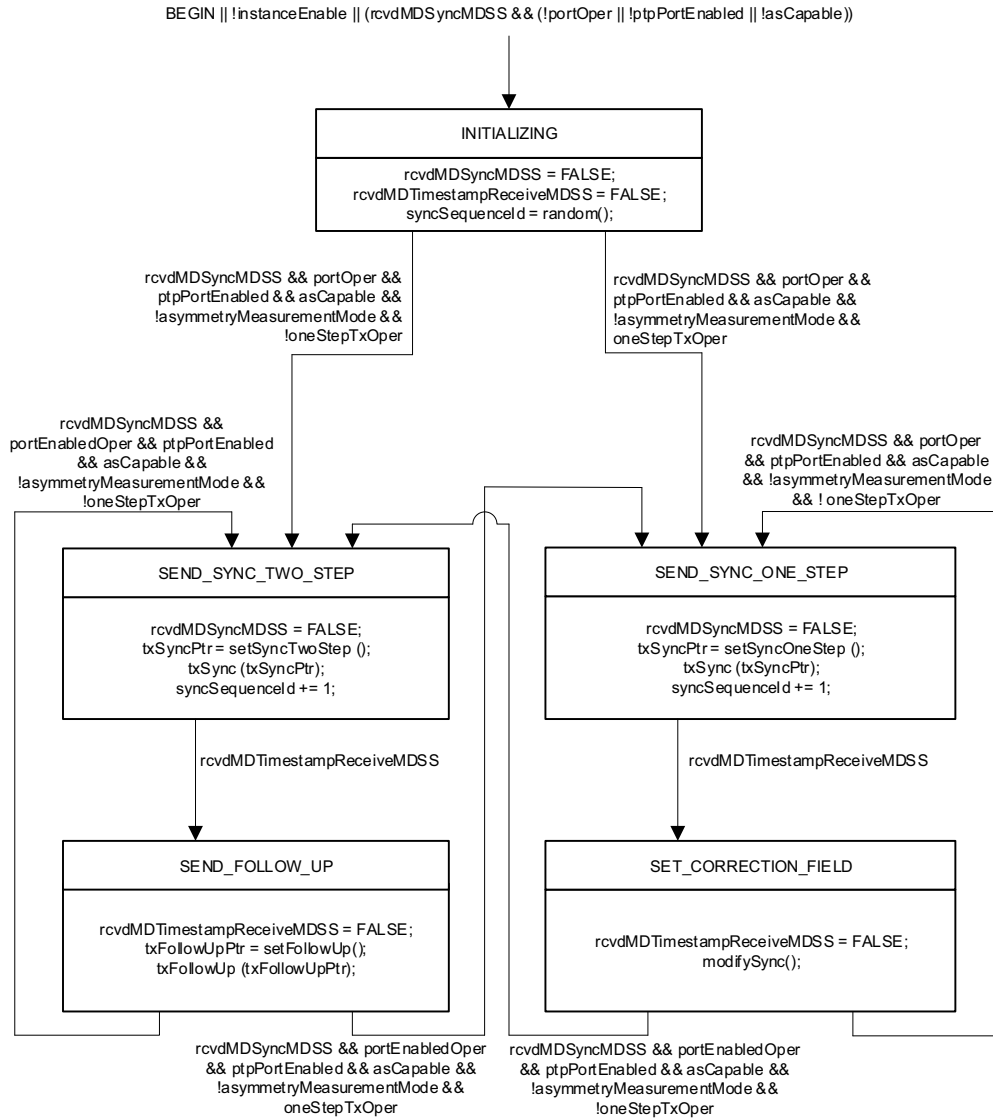 BEGIN || !instanceEnable || (rcvdMDSyncMDSS && (!portOper || !ptpPortEnabled || !asCapable))
INITIALIZING
rcvdMDSyncMDSS = FALSE;
rcvdMDTimestampReceiveMDSS = FALSE;
syncSequenceId = random();
rcvdMDSyncMDSS && portOper &&
ptpPortEnabled && asCapable &&
!asymmetryMeasurementMode &&
!oneStepTxOper
rcvdMDSyncMDSS && portOper &&
ptpPortEnabled && asCapable &&
!asymmetryMeasurementMode &&
oneStepTxOper
rcvdMDSyncMDSS &&
portEnabledOper && ptpPortEnabled
&& asCapable &&
!asymmetryMeasurementMode &&
!oneStepTxOper
rcvdMDSyncMDSS && portOper
&& ptpPortEnabled && asCapable
&& !asymmetryMeasurementMode
&& ! oneStepTxOper
SEND_SYNC_TWO_STEP
rcvdMDSyncMDSS = FALSE;
txSyncPtr = setSyncTwoStep ();
txSync (txSyncPtr);
syncSequenceId += 1;
SEND_SYNC_ONE_STEP
rcvdMDSyncMDSS = FALSE;
txSyncPtr = setSyncOneStep ();
txSync (txSyncPtr);
syncSequenceId += 1;
rcvdMDTimestampReceiveMDSS
rcvdMDTimestampReceiveMDSS
SEND_FOLLOW_UP
rcvdMDTimestampReceiveMDSS = FALSE;
txFollowUpPtr = setFollowUp();
txFollowUp (txFollowUpPtr);
SET_CORRECTION_FIELD
rcvdMDTimestampReceiveMDSS = FALSE;
modifySync();
rcvdMDSyncMDSS && portEnabledOper
&& ptpPortEnabled && asCapable &&
!asymmetryMeasurementMode &&
oneStepTxOper
rcvdMDSyncMDSS && portEnabledOper
&& ptpPortEnabled && asCapable &&
!asymmetryMeasurementMode &&
!oneStepTxOper